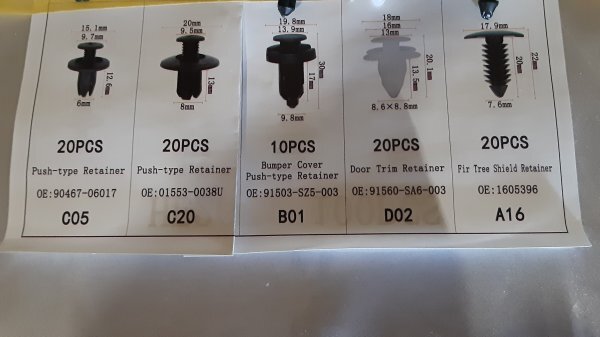 15.1mm
9.7mm
12.6mm
6mm
20PCS
Push-type Retainer
OE:90467-06017
C05
20mm
9.5mm
13mm
8mm
20PCS
Push-type Retainer
OE:01553-0038U
C20
19.8mm
13.9mm
30mm
17mm
9.8mm
10PCS
Bumper Cover
Push-type Retainer
OE:91503-SZ5-003
B01
18mm
16mm
13mm
20.1mm
13.5mm
8.6×8.8mm
20PCS
Door Trim Retainer
OE:91560-SA6-003
D02
17.9mm
22mm
20mm
7.6mm
20PCS
Fir Tree Shield Retainer
OE:1605396
A16